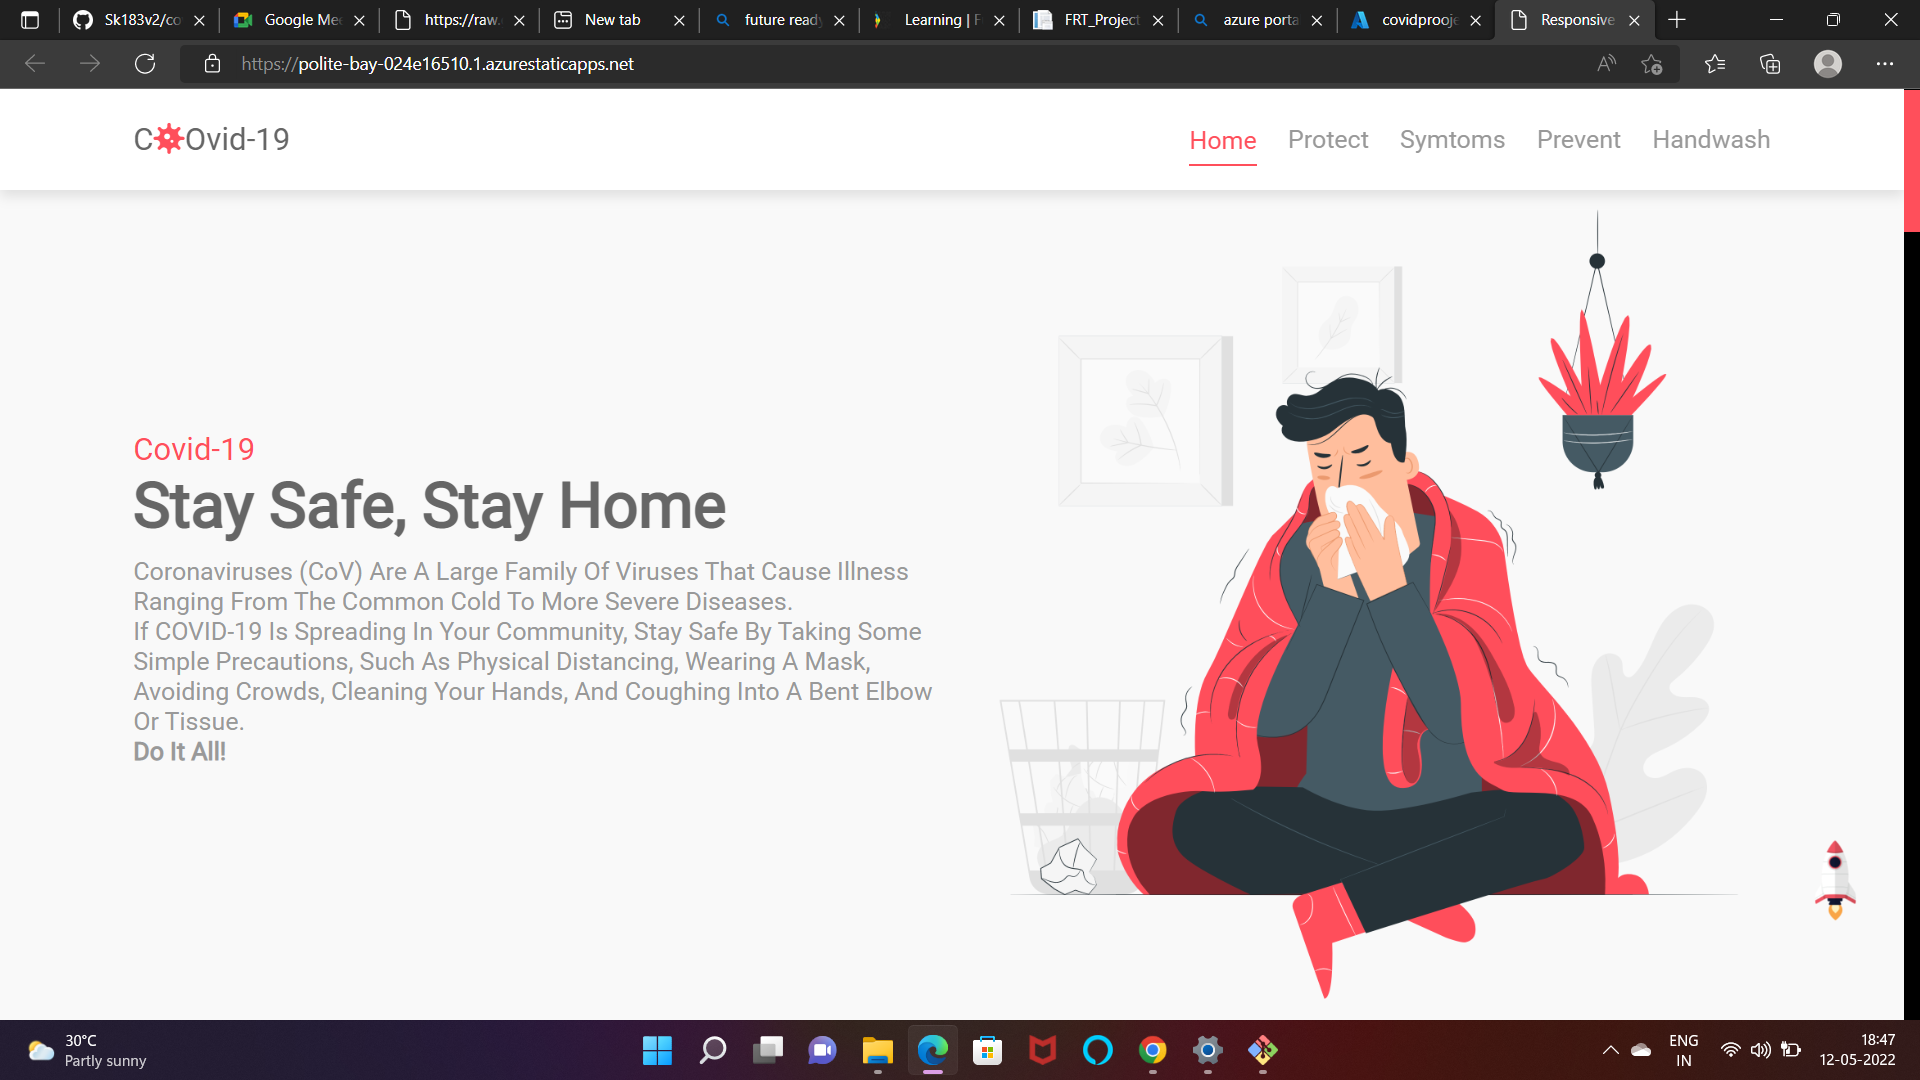 Sk183v2/co
Google Mee
https://raw.
New tab
future ready
Learning | F
FRT_Project
azure porta
covidprooje
Responsive
https://polite-bay-024e16510.1.azurestaticapps.net
C Ovid-19
Home
Protect
Symtoms
Prevent
Handwash
Covid-19
Stay Safe, Stay Home
Coronaviruses (CoV) Are A Large Family Of Viruses That Cause Illness
Ranging From The Common Cold To More Severe Diseases.
If COVID-19 Is Spreading In Your Community, Stay Safe By Taking Some
Simple Precautions, Such As Physical Distancing, Wearing A Mask,
Avoiding Crowds, Cleaning Your Hands, And Coughing Into A Bent Elbow
Or Tissue.
Do It All!
30°C
Partly sunny
ENG
IN
18:47
12-05-2022